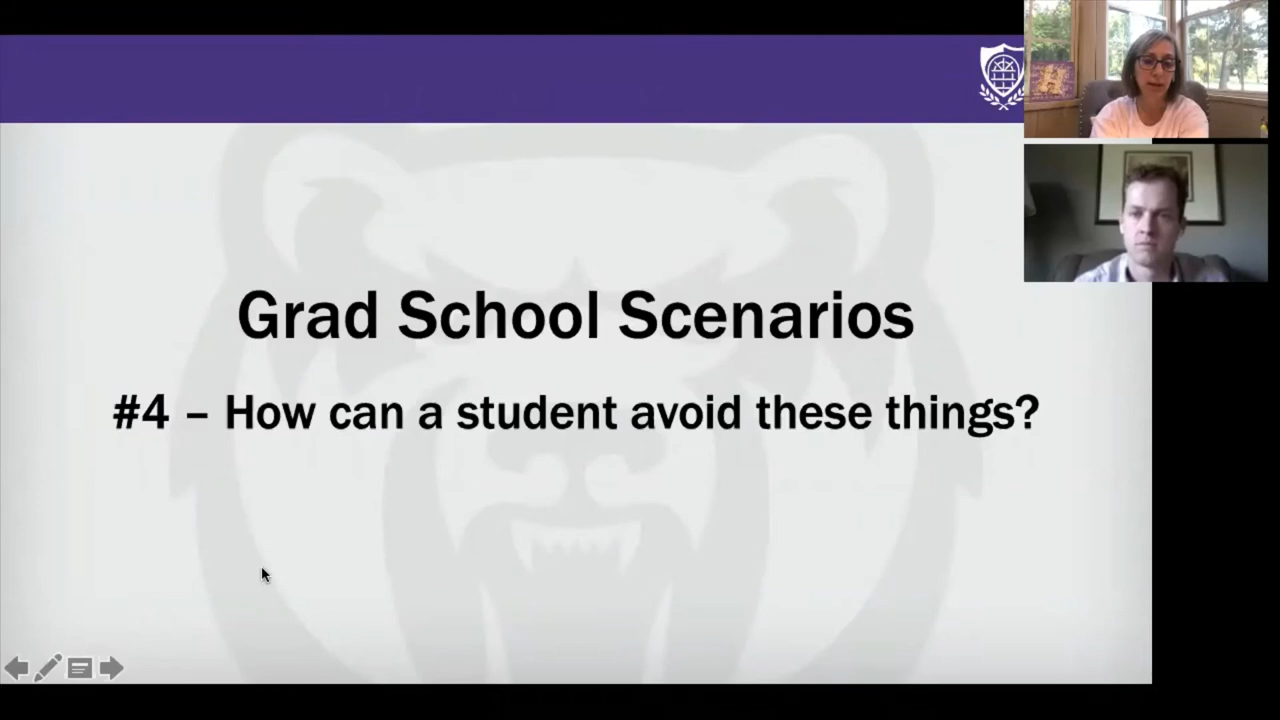 Grad School Scenarios
#4 – How can a student avoid these things?